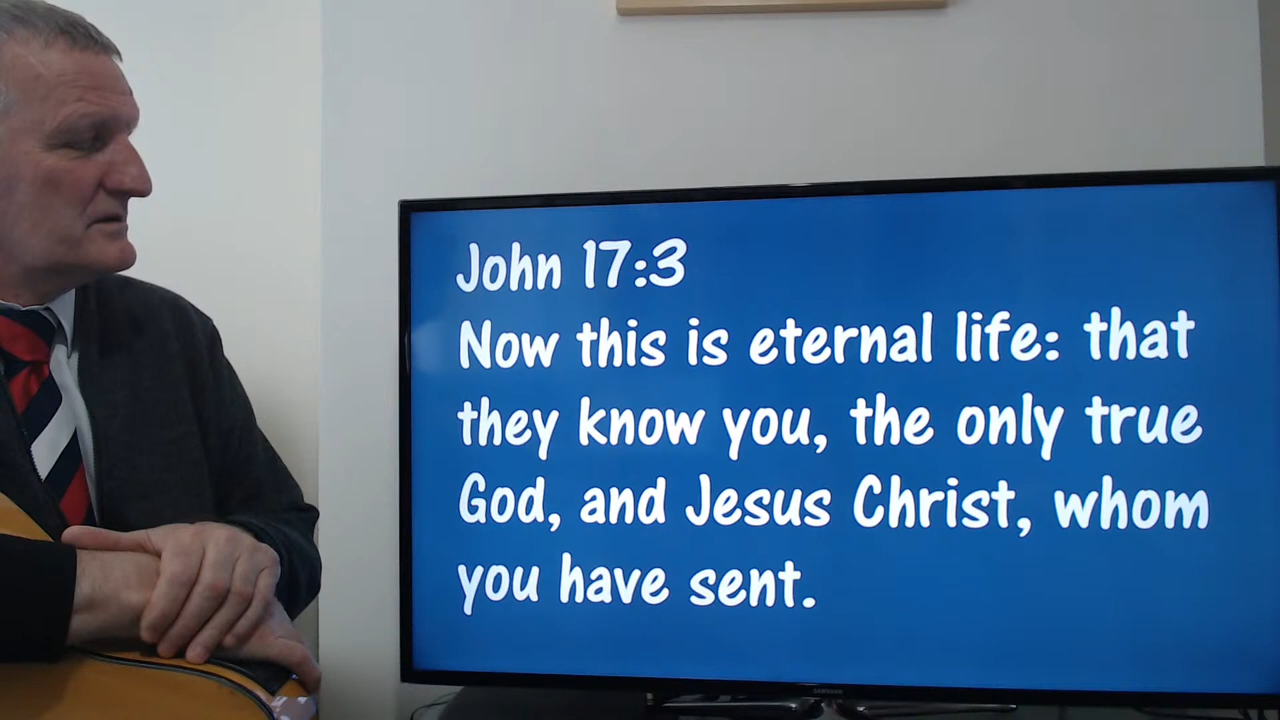 John 17:3
Now this is eternal life: that
they know you, the only true
God, and Jesus Christ, whom
you have sent.
SAMSUNG